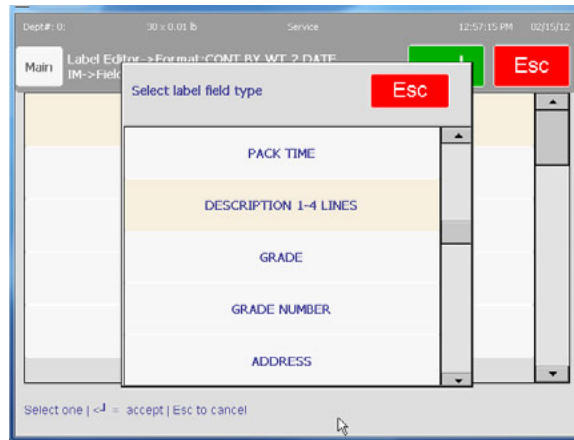 Dept#: 0: 30 x 0.01 lb Service 12:57:15 PM 02/15/12
Main Label Editor->Format:CONT BY WT 2 DATE Esc
IM->Field
Select label field type Esc
PACK TIME
DESCRIPTION 1-4 LINES
GRADE
GRADE NUMBER
ADDRESS
Select one | <┘ = accept | Esc to cancel